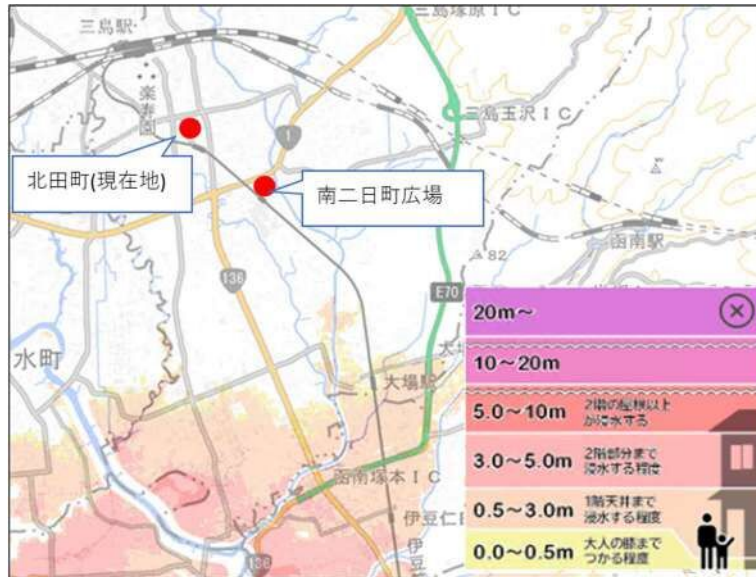 三島駅
三島塚原IC
楽寿園
三島玉沢IC
1
北田町(現在地)
南二日町広場
函南駅
82
136
E70
水町
大場駅
函南塚本IC
伊豆仁
伊
豆
136
20m～
10～20m
5.0～10m 2階の屋根以上
が浸水する
3.0～5.0m 2階部分まで
浸水する程度
0.5～3.0m 1階天井まで
浸水する程度
0.0～0.5m 大人の膝まで
つかる程度